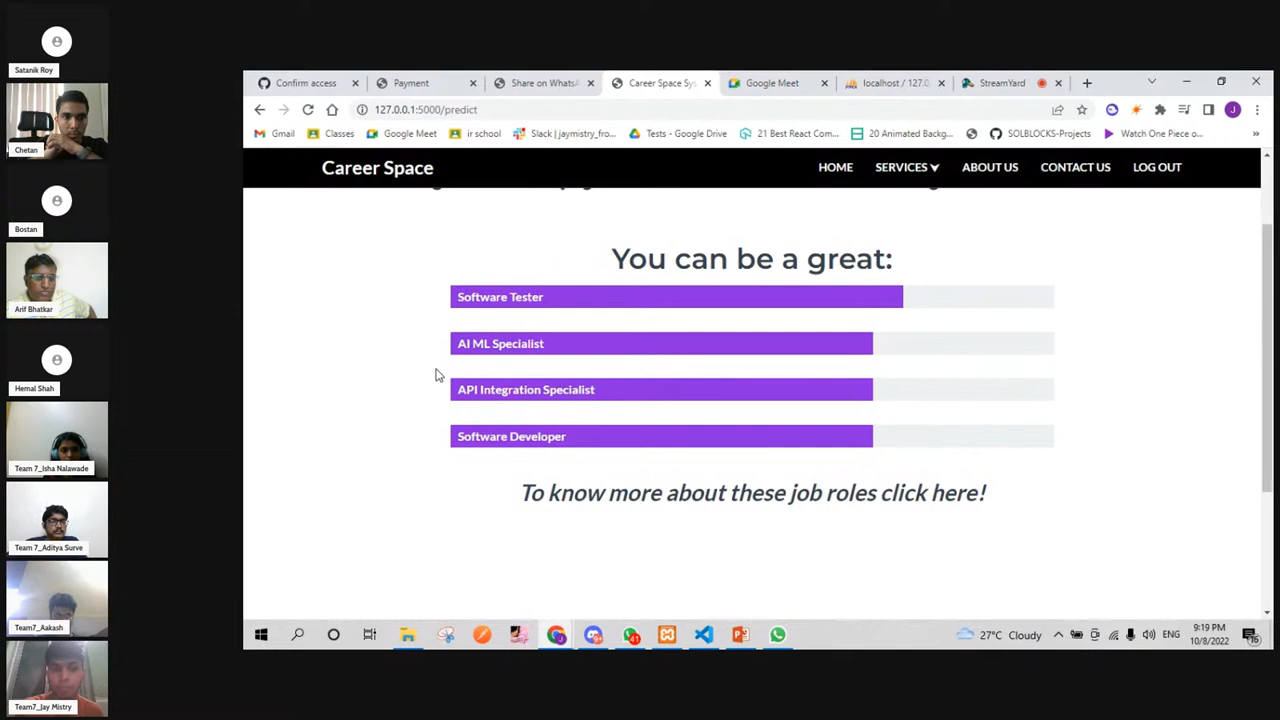 Satanik Roy
Chetan
Bostan
Arif Bhatkar
Hemal Shah
Team 7_Isha Nalawade
Team 7_Aditya Surve
Team7_Aakash
Team7_Jay Mistry
Confirm access
Payment
Share on WhatsA
Career Space Sys
Google Meet
localhost / 127.0
StreamYard
127.0.0.1:5000/predict
J
Gmail
Classes
Google Meet
ir school
Slack | jaymistry_fro...
Tests - Google Drive
21 Best React Com...
20 Animated Backg...
SOLBLOCKS-Projects
Watch One Piece o...
Career Space
HOME
SERVICES
ABOUT US
CONTACT US
LOG OUT
You can be a great:
Software Tester
AI ML Specialist
API Integration Specialist
Software Developer
To know more about these job roles click here!
41
27°C Cloudy
ENG
9:19 PM
10/8/2022